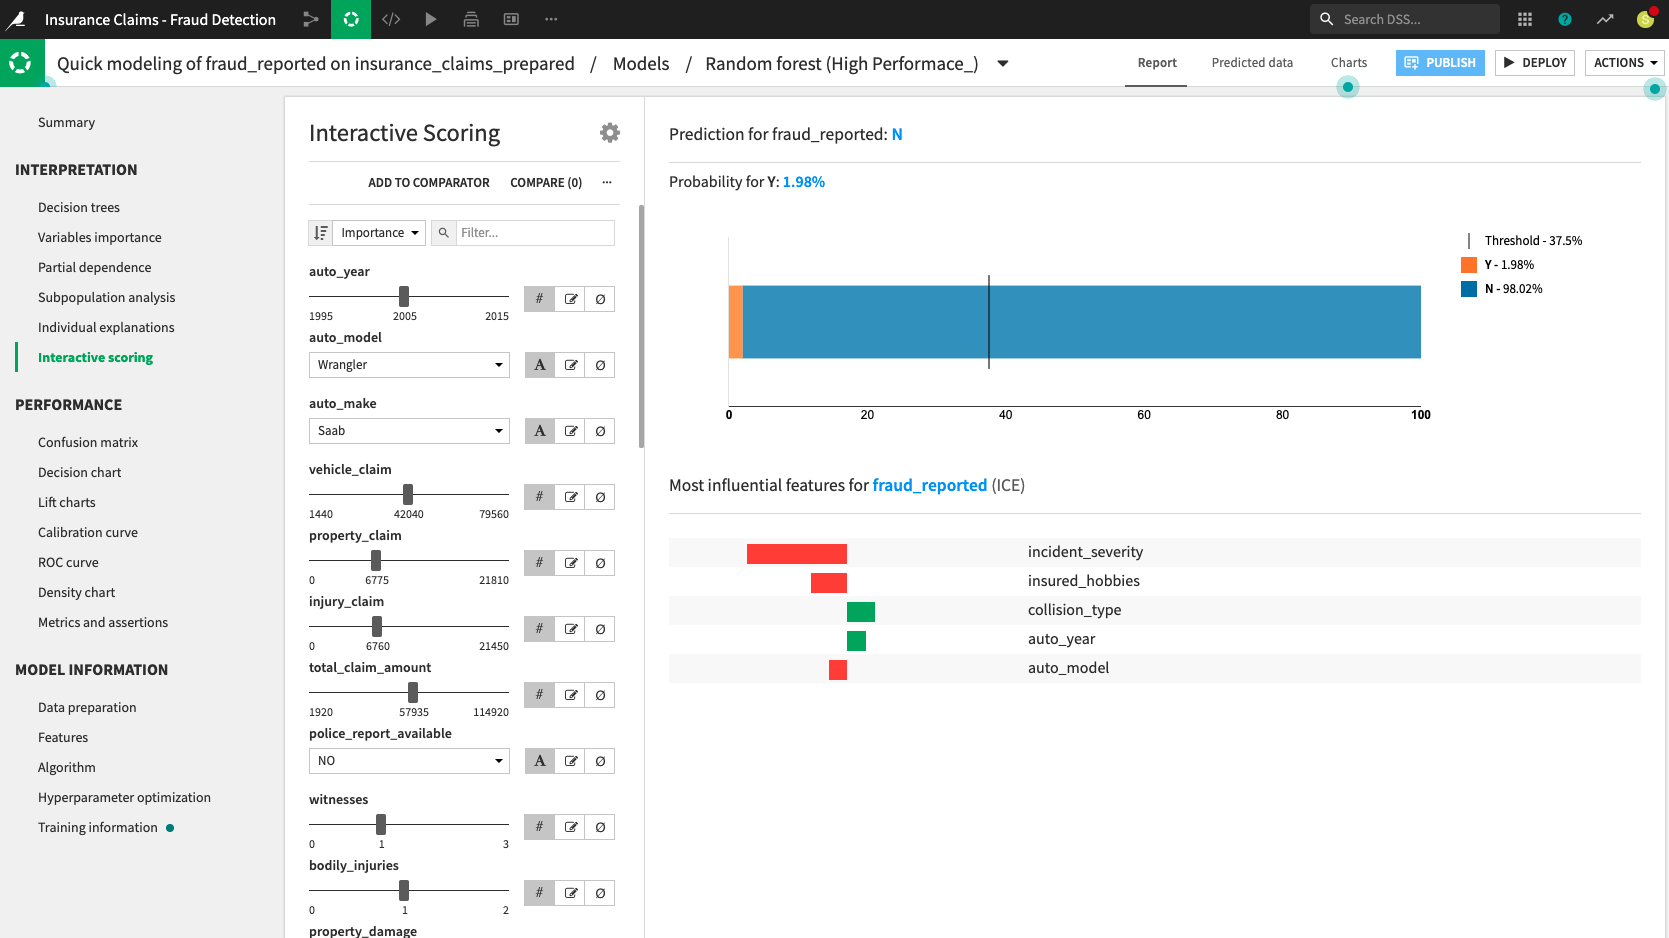 Insurance Claims - Fraud Detection
Search DSS...
S
Quick modeling of fraud_reported on insurance_claims_prepared / Models / Random forest (High Performace_)
Report
Predicted data
Charts
PUBLISH
DEPLOY
ACTIONS
Summary
INTERPRETATION
Decision trees
Variables importance
Partial dependence
Subpopulation analysis
Individual explanations
Interactive scoring
PERFORMANCE
Confusion matrix
Decision chart
Lift charts
Calibration curve
ROC curve
Density chart
Metrics and assertions
MODEL INFORMATION
Data preparation
Features
Algorithm
Hyperparameter optimization
Training information
Interactive Scoring
ADD TO COMPARATOR COMPARE (0) ...
Importance
Filter...
auto_year
#
1995 2005 2015
auto_model
Wrangler
A
auto_make
Saab
A
vehicle_claim
#
1440 42040 79560
property_claim
#
0 6775 21810
injury_claim
#
0 6760 21450
total_claim_amount
#
1920 57935 114920
police_report_available
NO
A
witnesses
#
0 1 3
bodily_injuries
#
0 1 2
property_damage
Prediction for fraud_reported: N
Probability for Y: 1.98%
Threshold - 37.5%
Y - 1.98%
N - 98.02%
0 20 40 60 80 100
Most influential features for fraud_reported (ICE)
incident_severity
insured_hobbies
collision_type
auto_year
auto_model